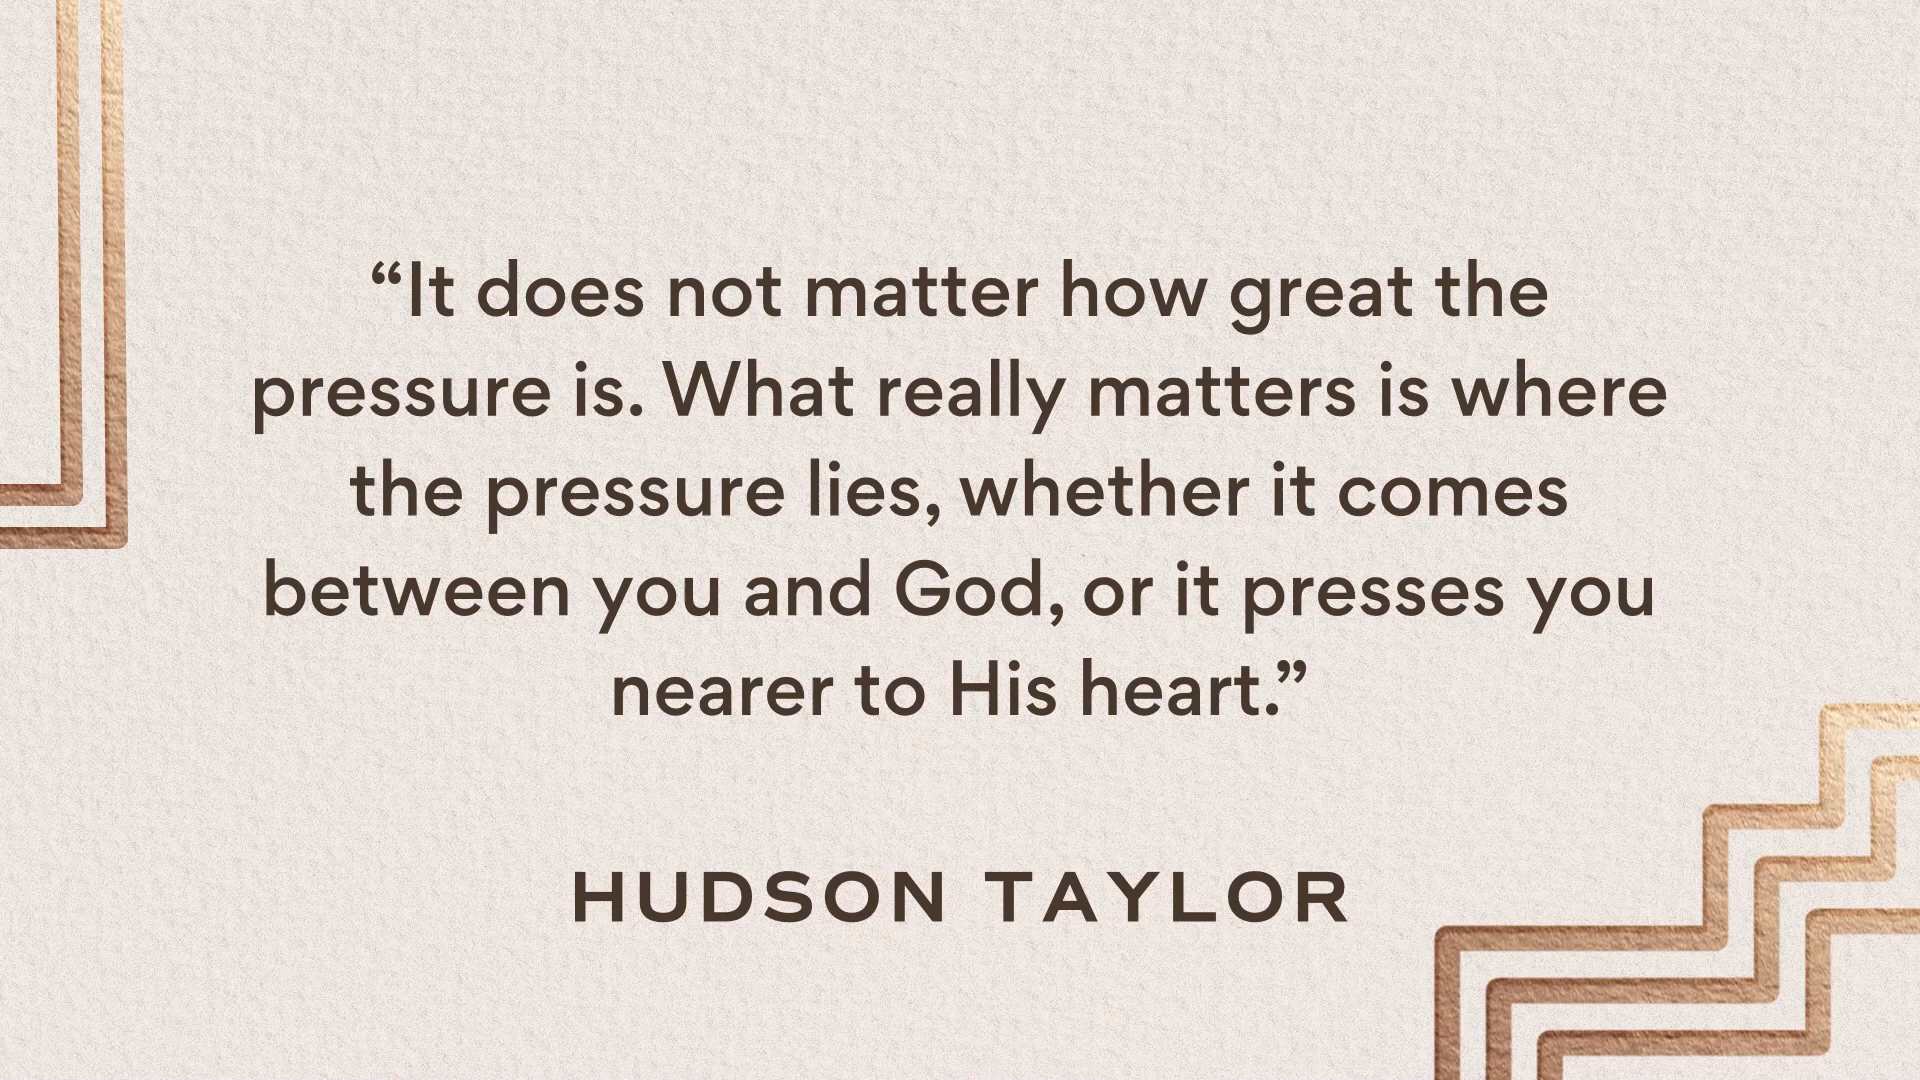 “It does not matter how great the
pressure is. What really matters is where
the pressure lies, whether it comes
between you and God, or it presses you
nearer to His heart.”
HUDSON TAYLOR